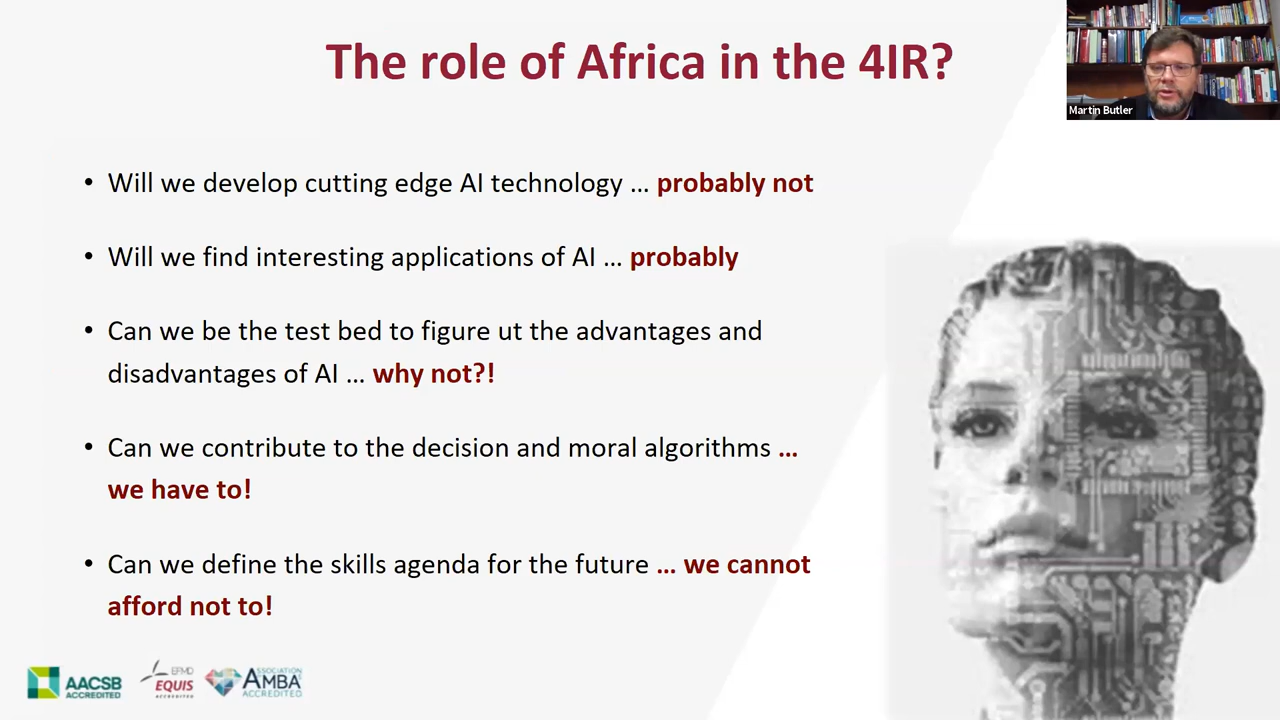 The role of Africa in the 4IR?
Martin Butler
• Will we develop cutting edge AI technology … probably not
• Will we find interesting applications of AI … probably
• Can we be the test bed to figure ut the advantages and
disadvantages of AI … why not?!
• Can we contribute to the decision and moral algorithms …
we have to!
• Can we define the skills agenda for the future … we cannot
afford not to!
AACSB
ACCREDITED
EFMD
EQUIS
ACCREDITED
ASSOCIATION
AMBA
ACCREDITED